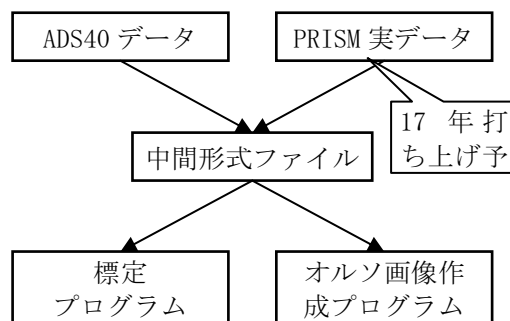 ADS40 データ
PRISM 実データ
17 年打
ち上げ予
中間形式ファイル
標定
プログラム
オルソ画像作
成プログラム